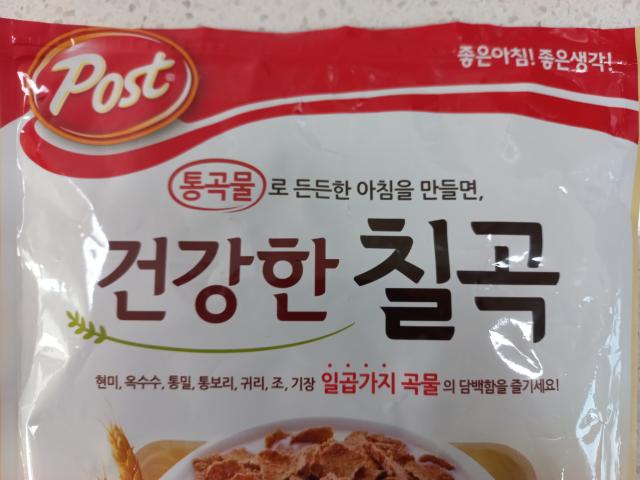 Post
좋은아침! 좋은생각!
통곡물로 든든한 아침을 만들면,
건강한 칠곡
현미, 옥수수, 통밀, 통보리, 귀리, 조, 기장 일곱가지 곡물의 담백함을 즐기세요!